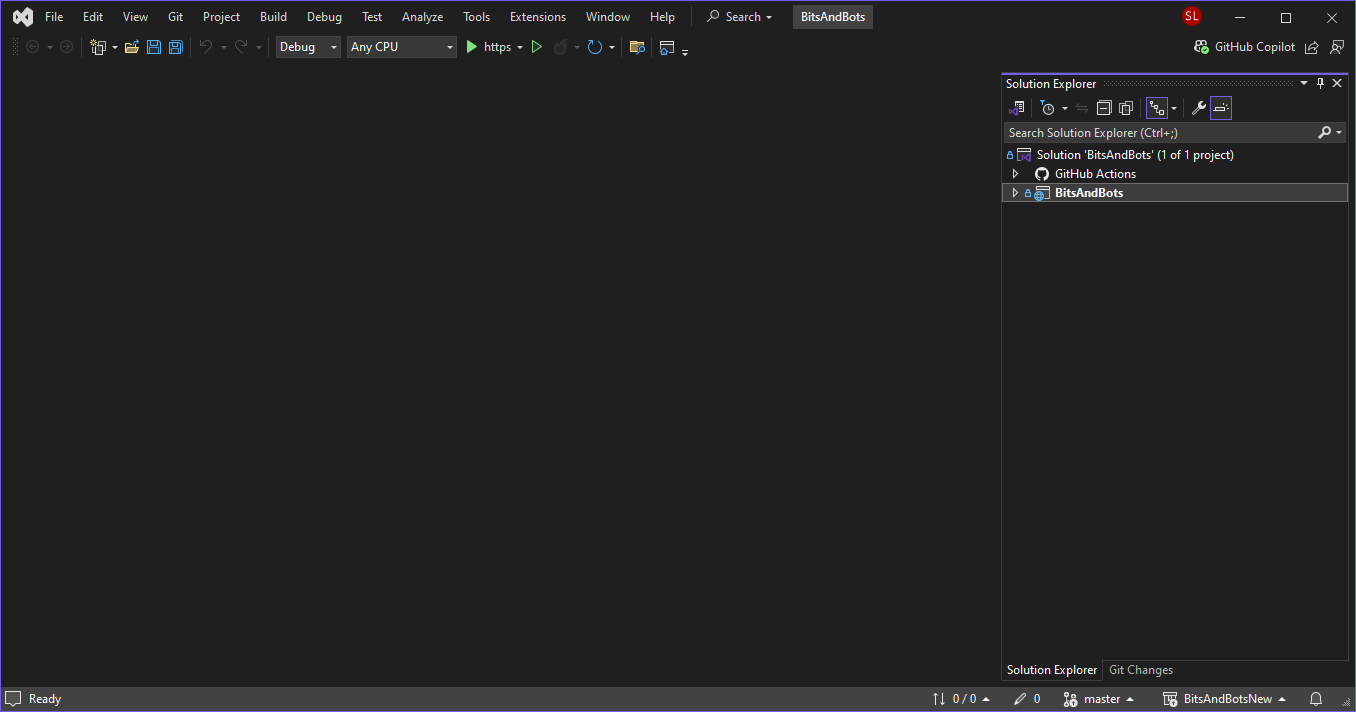 File Edit View Git Project Build Debug Test Analyze Tools Extensions Window Help Search BitsAndBots SL
Debug Any CPU https GitHub Copilot
Solution Explorer
Search Solution Explorer (Ctrl+;)
Solution 'BitsAndBots' (1 of 1 project)
GitHub Actions
BitsAndBots
Solution Explorer Git Changes
Ready 0 / 0 0 master BitsAndBotsNew